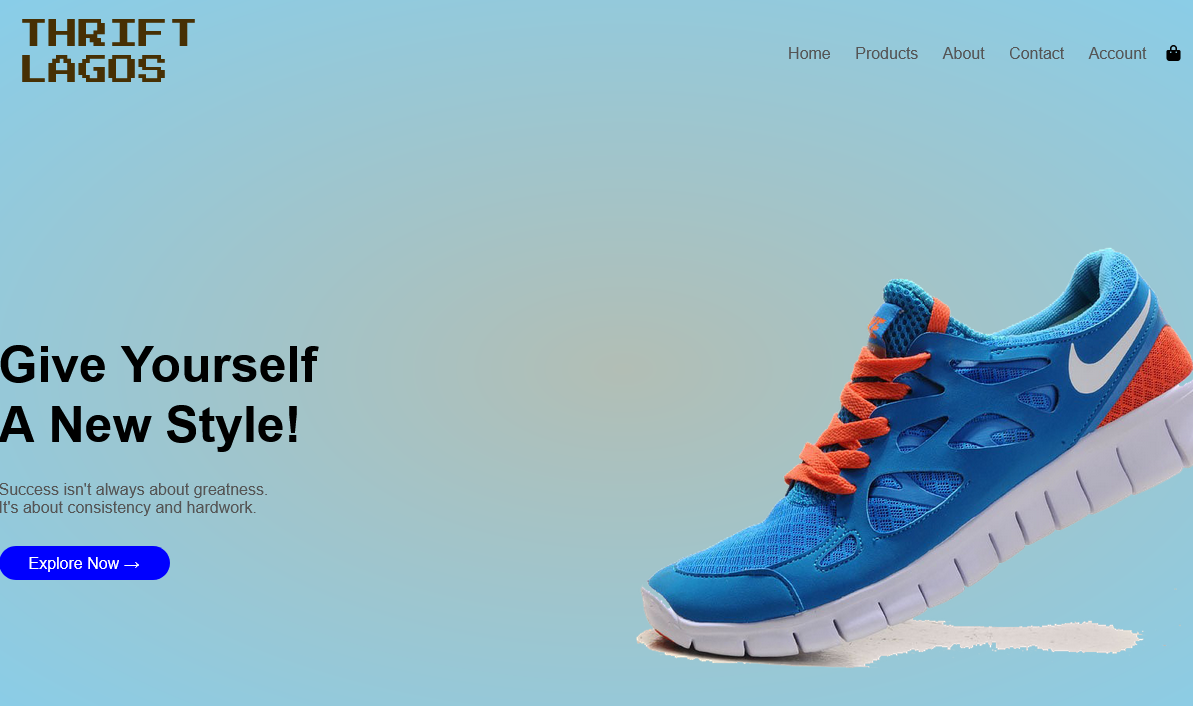 THRIFT
LAGOS
Home Products About Contact Account
Give Yourself
A New Style!
Success isn't always about greatness.
It's about consistency and hardwork.
Explore Now →